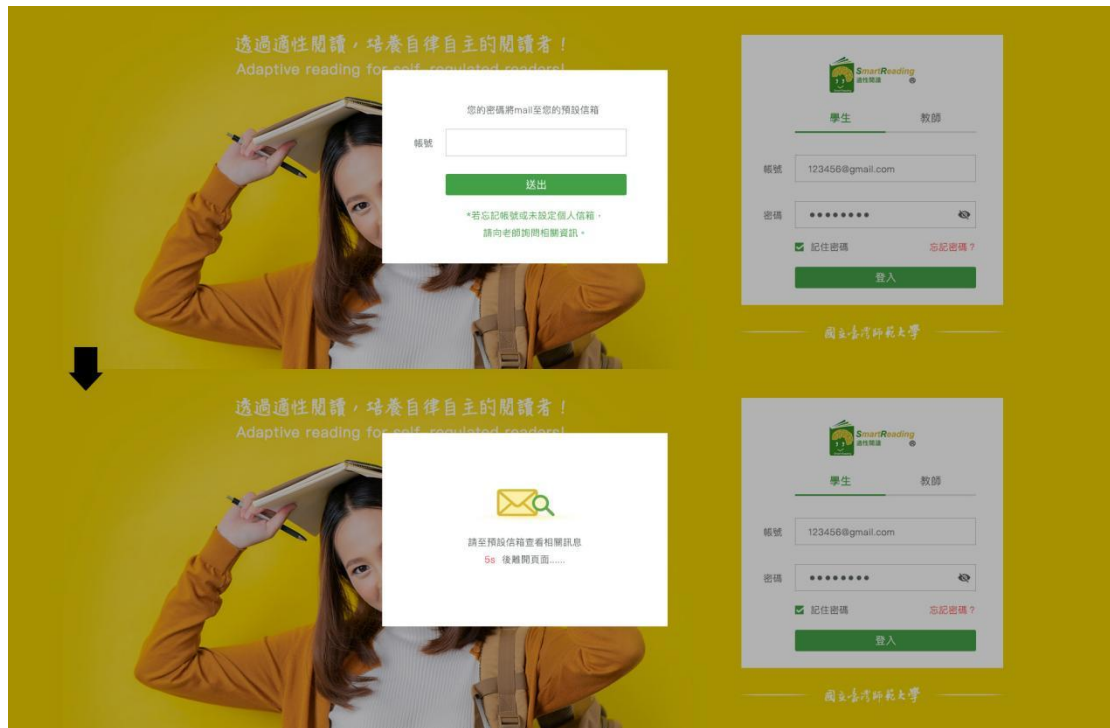 透過適性閱讀，培養自律自主的閱讀者！
Adaptive reading for self-regulated readers!
您的密碼將mail至您的預設信箱
帳號
送出
*若忘記帳號或未設定個人信箱，
請向老師詢問相關資訊。
SmartReading
適性閱讀
學生 教師
帳號 123456@gmail.com
密碼 ••••••••
記住密碼 忘記密碼？
登入
國立臺灣師範大學
透過適性閱讀，培養自律自主的閱讀者！
Adaptive reading for self-regulated readers!
請至預設信箱查看相關訊息
5s 後離開頁面......
SmartReading
適性閱讀
學生 教師
帳號 123456@gmail.com
密碼 ••••••••
記住密碼 忘記密碼？
登入
國立臺灣師範大學